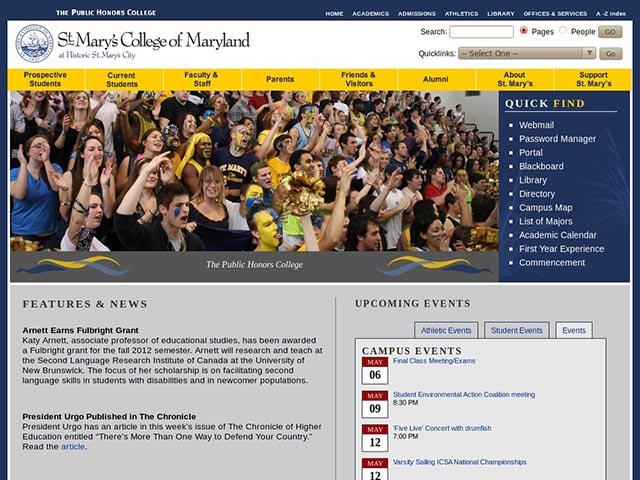 THE PUBLIC HONORS COLLEGE
HOME ACADEMICS ADMISSIONS ATHLETICS LIBRARY OFFICES & SERVICES A -Z Index
St. Mary's College of Maryland
at Historic St. Mary's City
Search: Pages People GO
Quicklinks: -- Select One -- Go
Prospective Students
Current Students
Faculty & Staff
Parents
Friends & Visitors
Alumni
About St. Mary's
Support St. Mary's
QUICK FIND
Webmail
Password Manager
Portal
Blackboard
Library
Directory
Campus Map
List of Majors
Academic Calendar
First Year Experience
Commencement
The Public Honors College
FEATURES & NEWS
Arnett Earns Fulbright Grant
Katy Arnett, associate professor of educational studies, has been awarded
a Fulbright grant for the fall 2012 semester. Arnett will research and teach at
the Second Language Research Institute of Canada at the University of
New Brunswick. The focus of her scholarship is on facilitating second
language skills in students with disabilities and in newcomer populations.
President Urgo Published in The Chronicle
President Urgo has an article in this week's issue of The Chronicle of Higher
Education entitled “There's More Than One Way to Defend Your Country.”
Read the article.
UPCOMING EVENTS
Athletic Events Student Events Events
CAMPUS EVENTS
MAY 06
Final Class Meeting/Exams
MAY 09
Student Environmental Action Coalition meeting
8:30 PM
MAY 12
'Five Live' Concert with drumfish
7:00 PM
MAY 12
Varsity Sailing ICSA National Championships